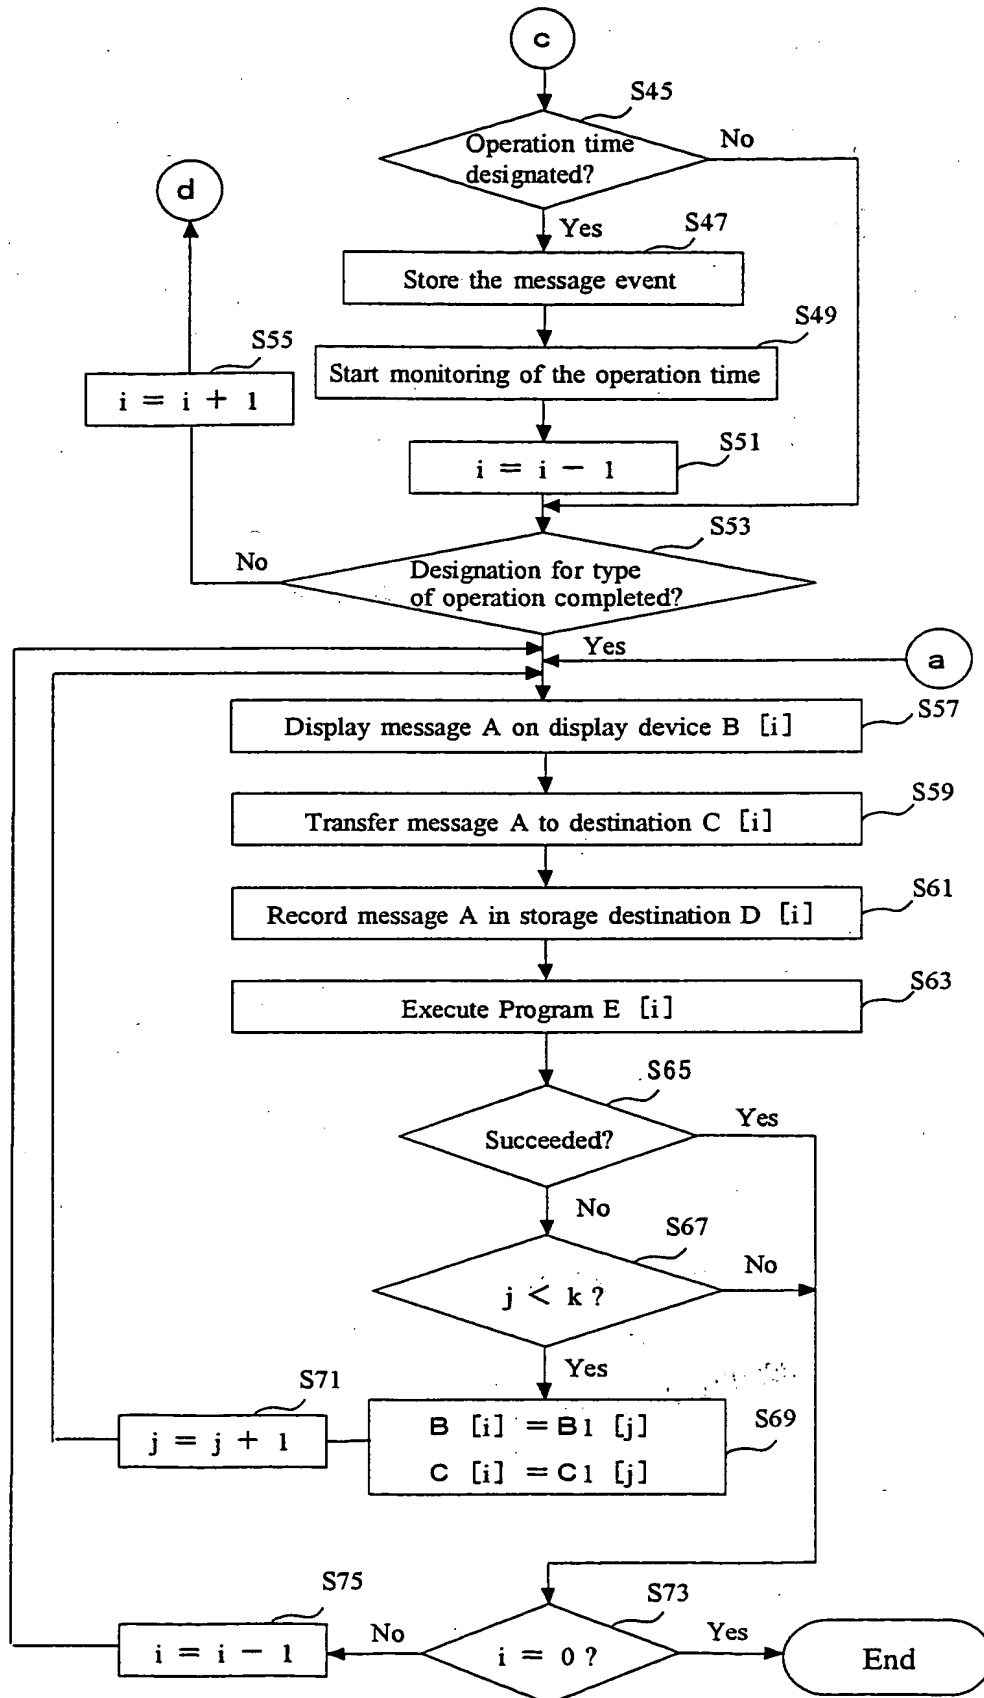 c
S45
Operation time
designated?
No
d
Yes
S47
Store the message event
S49
Start monitoring of the operation time
S55
i = i + 1
S51
i = i - 1
S53
No
Designation for type
of operation completed?
Yes
a
S57
Display message A on display device B [i]
S59
Transfer message A to destination C [i]
S61
Record message A in storage destination D [i]
S63
Execute Program E [i]
S65
Succeeded?
Yes
No
S67
j < k ?
No
Yes
S71
j = j + 1
S69
B [i] = B1 [j]
C [i] = C1 [j]
S75
i = i - 1
No
S73
i = 0 ?
Yes
End